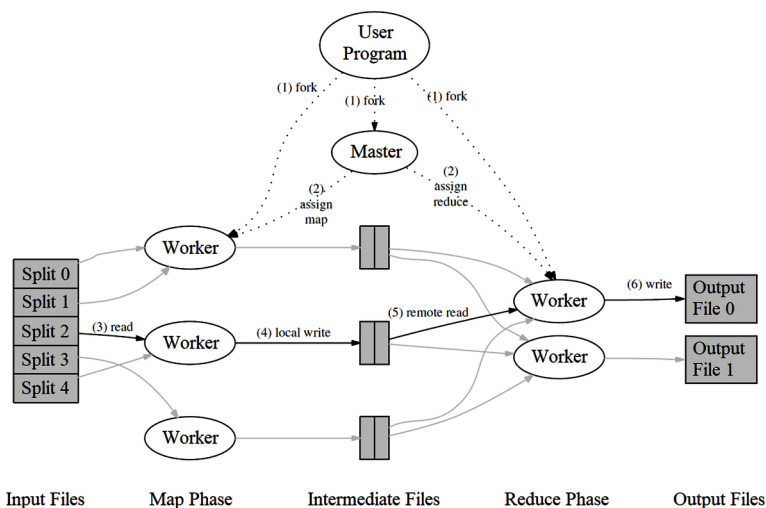 User
Program
(1) fork
(1) fork
(1) fork
Master
(2)
assign
map
(2)
assign
reduce
Worker
Split 0
Split 1
Split 2
Split 3
Split 4
(3) read
Worker
(4) local write
(5) remote read
Worker
(6) write
Output
File 0
Worker
Output
File 1
Worker
Input Files
Map Phase
Intermediate Files
Reduce Phase
Output Files